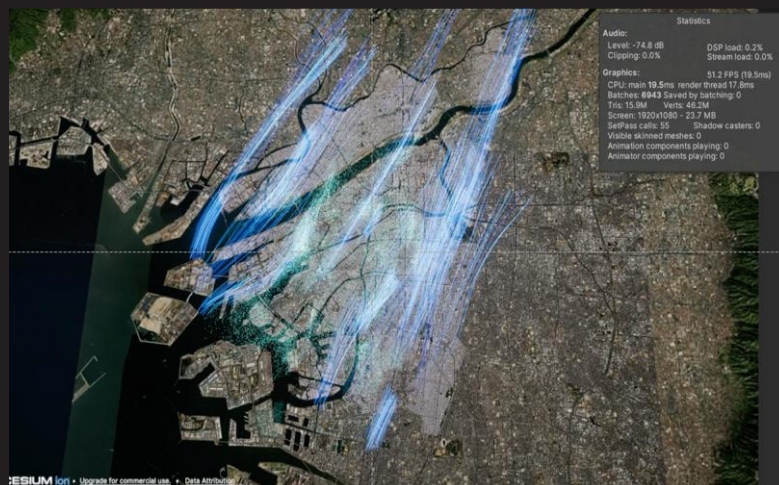 Statistics
Audio:
Level: -74.8 dB DSP load: 0.2%
Clipping: 0.0% Stream load: 0.0%
Graphics: 51.2 FPS (19.5ms)
CPU: main 19.5ms render thread 17.8ms
Batches: 6943 Saved by batching: 0
Tris: 15.9M Verts: 46.2M
Screen: 1920x1080 - 23.7 MB
SetPass calls: 55 Shadow casters: 0
Visible skinned meshes: 0
Animation components playing: 0
Animator components playing: 0
CESIUM ion • Upgrade for commercial use. • Data Attribution